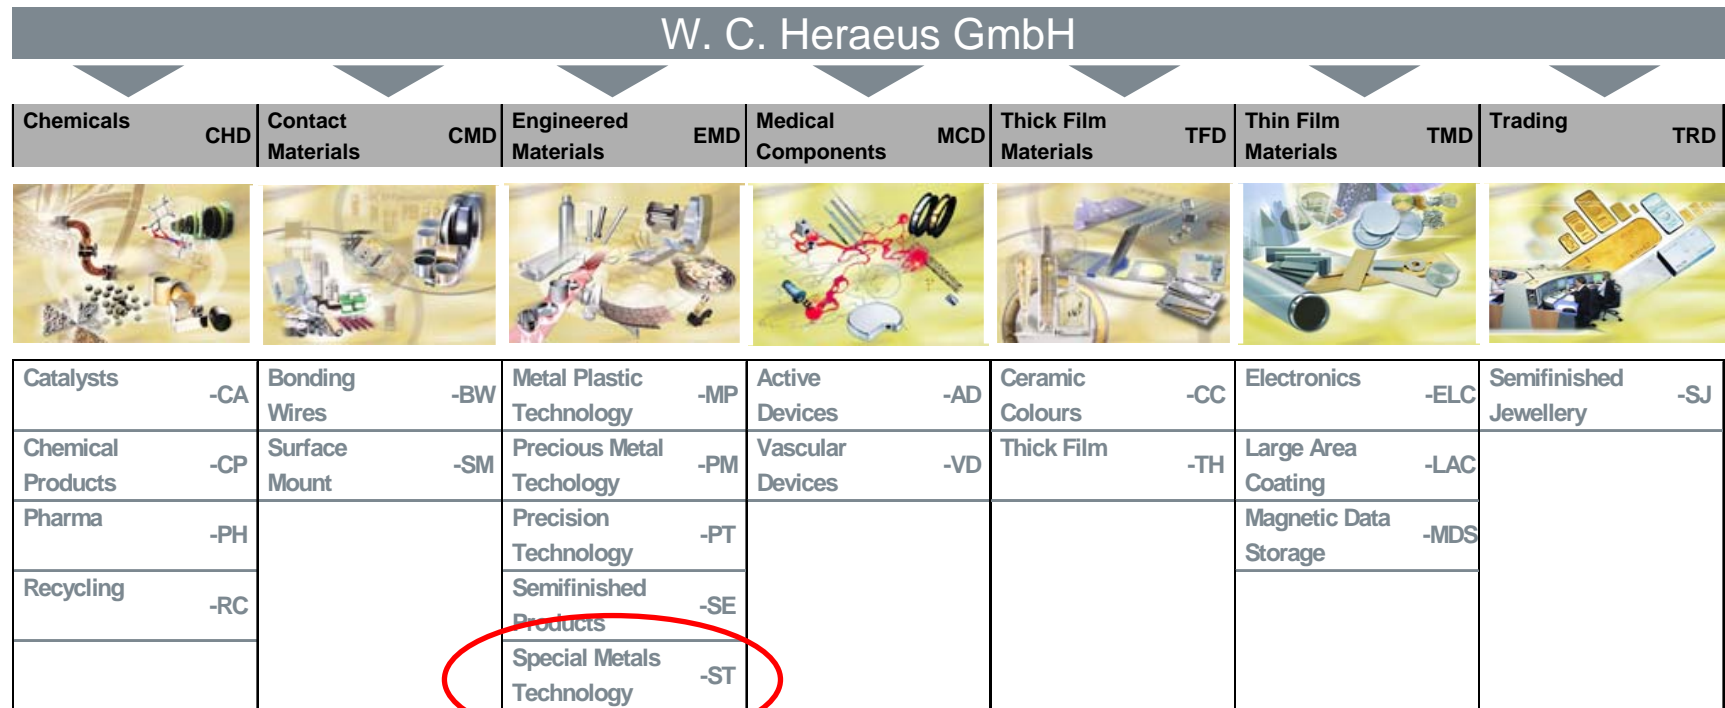 W. C. Heraeus GmbH
Chemicals CHD
Contact Materials CMD
Engineered Materials EMD
Medical Components MCD
Thick Film Materials TFD
Thin Film Materials TMD
Trading TRD
Catalysts -CA
Bonding Wires -BW
Metal Plastic Technology -MP
Active Devices -AD
Ceramic Colours -CC
Electronics -ELC
Semifinished Jewellery -SJ
Chemical Products -CP
Surface Mount -SM
Precious Metal Techology -PM
Vascular Devices -VD
Thick Film -TH
Large Area Coating -LAC
Pharma -PH
Precision Technology -PT
Magnetic Data Storage -MDS
Recycling -RC
Semifinished Products -SE
Special Metals Technology -ST